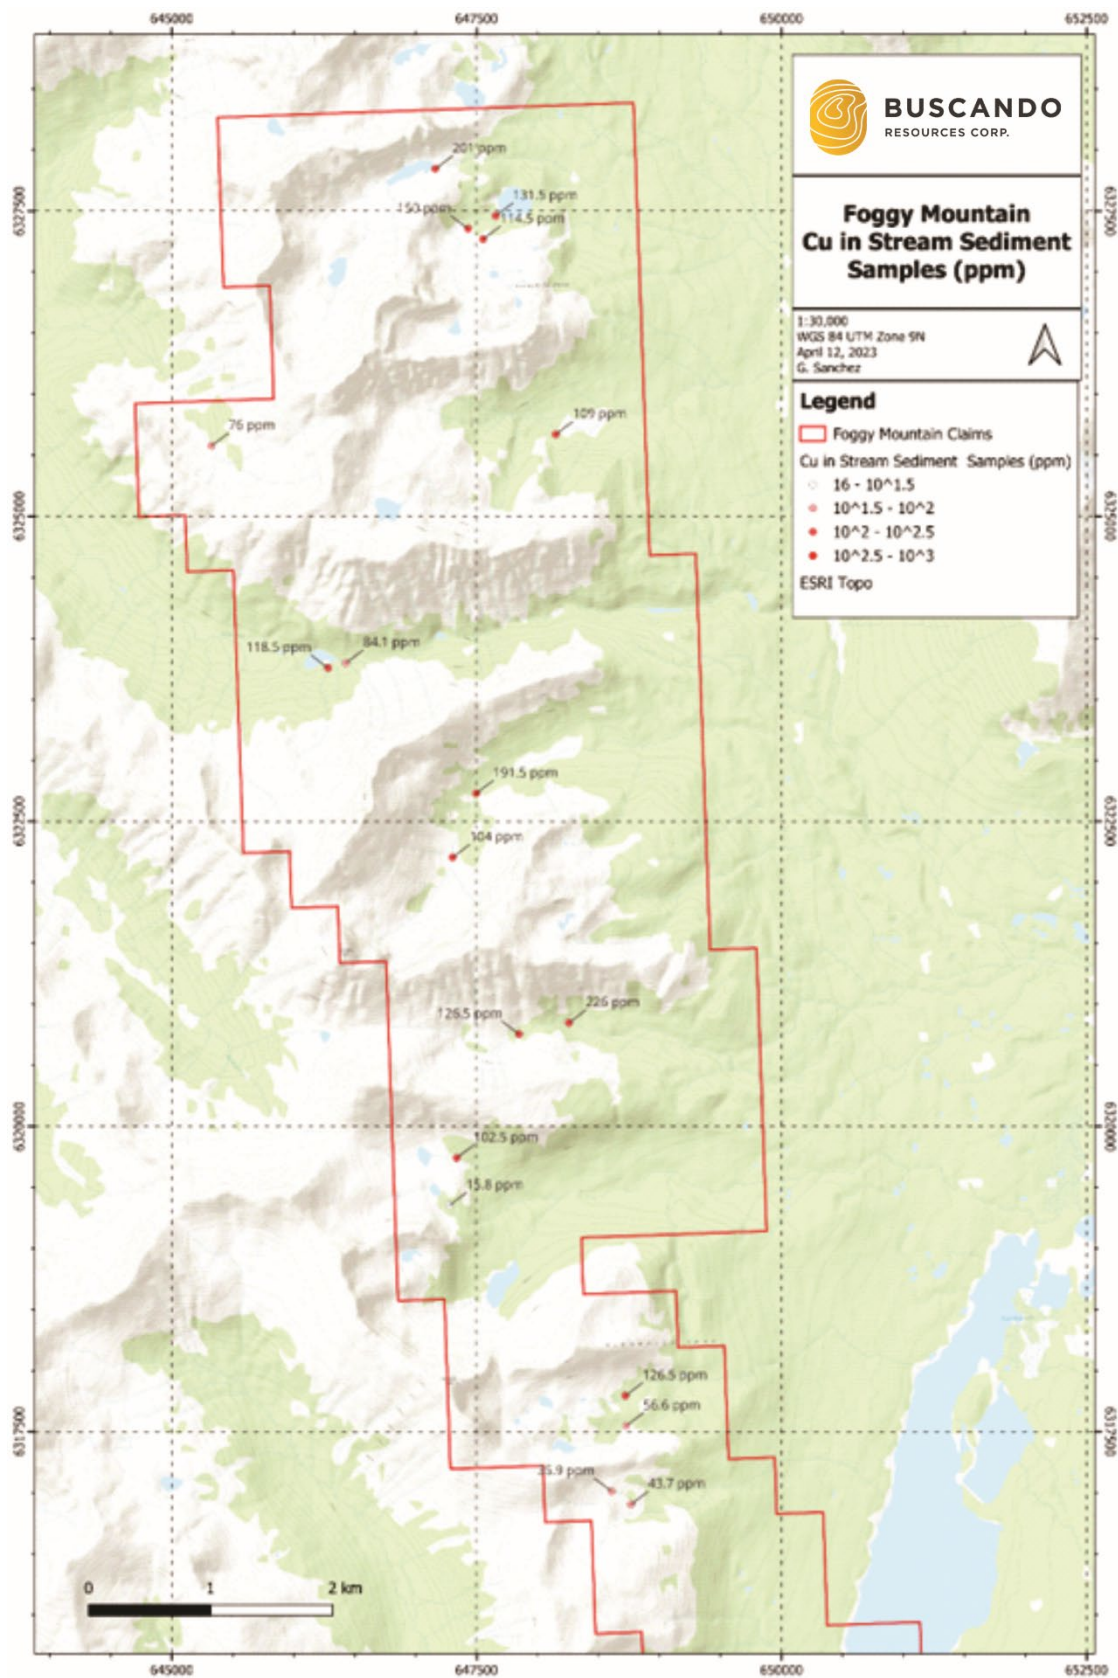 645000
647500
650000
652500
BUSCANDO
RESOURCES CORP.
Foggy Mountain
Cu in Stream Sediment
Samples (ppm)
1:30,000
WGS 84 UTM Zone 9N
April 12, 2023
G. Sanchez
Legend
Foggy Mountain Claims
Cu in Stream Sediment Samples (ppm)
16 - 10^1.5
10^1.5 - 10^2
10^2 - 10^2.5
10^2.5 - 10^3
ESRI Topo
201 ppm
131.5 ppm
150 ppm
114.5 ppm
6327500
6327500
109 ppm
76 ppm
6325000
6325000
118.5 ppm
84.1 ppm
191.5 ppm
6322500
6322500
104 ppm
226 ppm
126.5 ppm
6320000
6320000
102.5 ppm
15.8 ppm
126.5 ppm
56.6 ppm
6317500
6317500
ppm
43.7 ppm
0 1 2 km
645000
647500
650000
652500